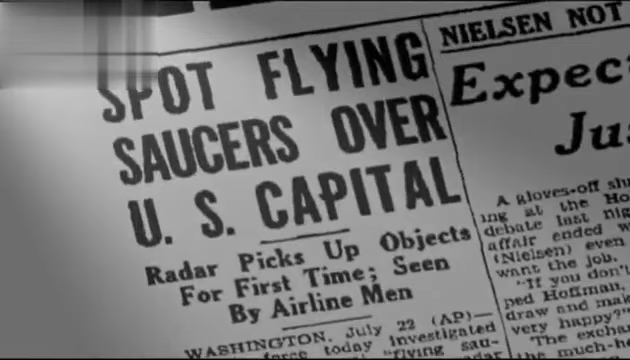 SPOT FLYING
SAUCERS OVER
U. S. CAPITAL
Radar Picks Up Objects
For First Time; Seen
By Airline Men
WASHINGTON, July 22 (AP)—
force today investigated
"flying sau-
NIELSEN NOT
Expec
Jus
A gloves-off
ing at the Ho
debate last nig
affair ended w
(Nielsen) even
want the job.
"If you don't
ped Hoffman,
draw and mak
very happy?"
The exchan
the much-he